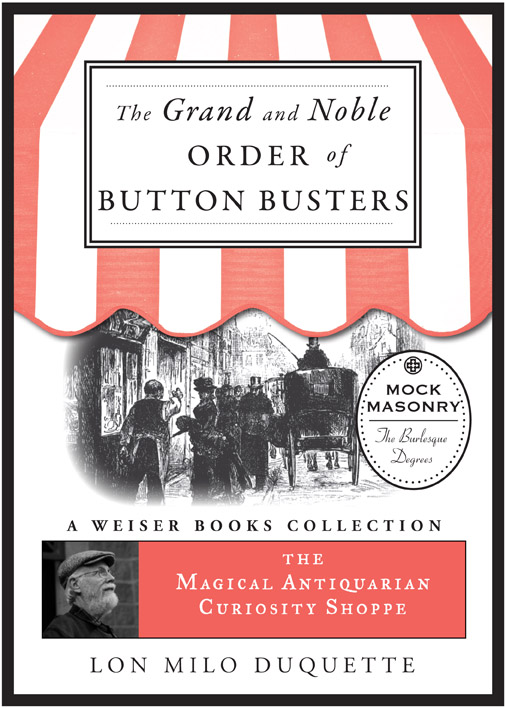 The Grand and Noble
ORDER of
BUTTON BUSTERS
MOCK
MASONRY
The Burlesque
Degrees
A WEISER BOOKS COLLECTION
THE
MAGICAL ANTIQUARIAN
CURIOSITY SHOPPE
LON MILO DUQUETTE